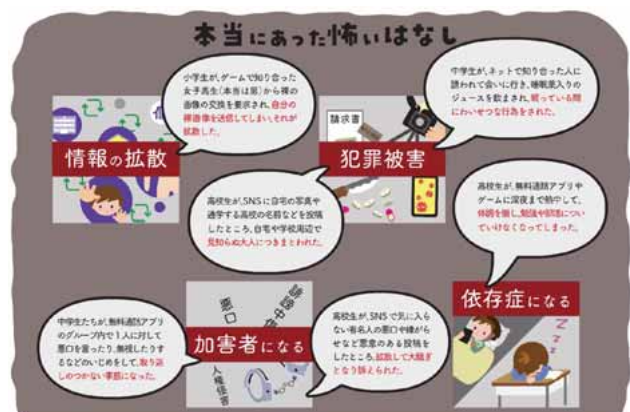 本当にあった怖いはなし
小学生が、ゲームで知り合った
女子高生(本当は男)から裸の
画像の交換を要求され、自分の
裸画像を送信してしまい、それが
拡散した。
情報の拡散
中学生が、ネットで知り合った人に
誘われて会いに行き、睡眠薬入りの
ジュースを飲まされ、眠っている間
にわいせつな行為をされた。
請求書
犯罪被害
高校生が、SNSに自宅の写真や
通学する高校の名前などを投稿
したところ、自宅や学校周辺で
見知らぬ大人につきまとわれた。
高校生が、無料通話アプリや
ゲームに深夜まで熱中して、
体調を崩し、勉強や部活につい
ていけなくなってしまった。
依存症になる
中学生たちが、無料通話アプリ
のグループ内で1人に対して
悪口を言ったり、無視したりす
るなどのいじめをして、取り返
しのつかない事態になった。
悪口
誹謗中傷
加害者になる
人権侵害
高校生が、SNSで気に入ら
ない有名人の悪口や嫌がら
せなど悪意のある投稿を
したところ、拡散して大騒ぎ
となり訴えられた。
ZZZ